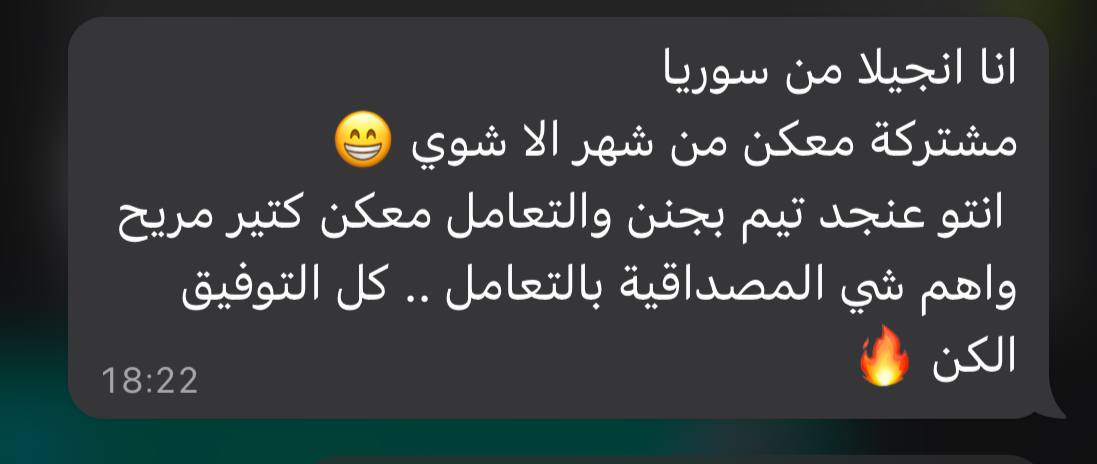 انا انجيلا من سوريا
مشتركة معكن من شهر الا شوي 😁
انتو عنجد تيم بجنن والتعامل معكن كتير مريح
واهم شي المصداقية بالتعامل .. كل التوفيق
الكن 🔥
18:22